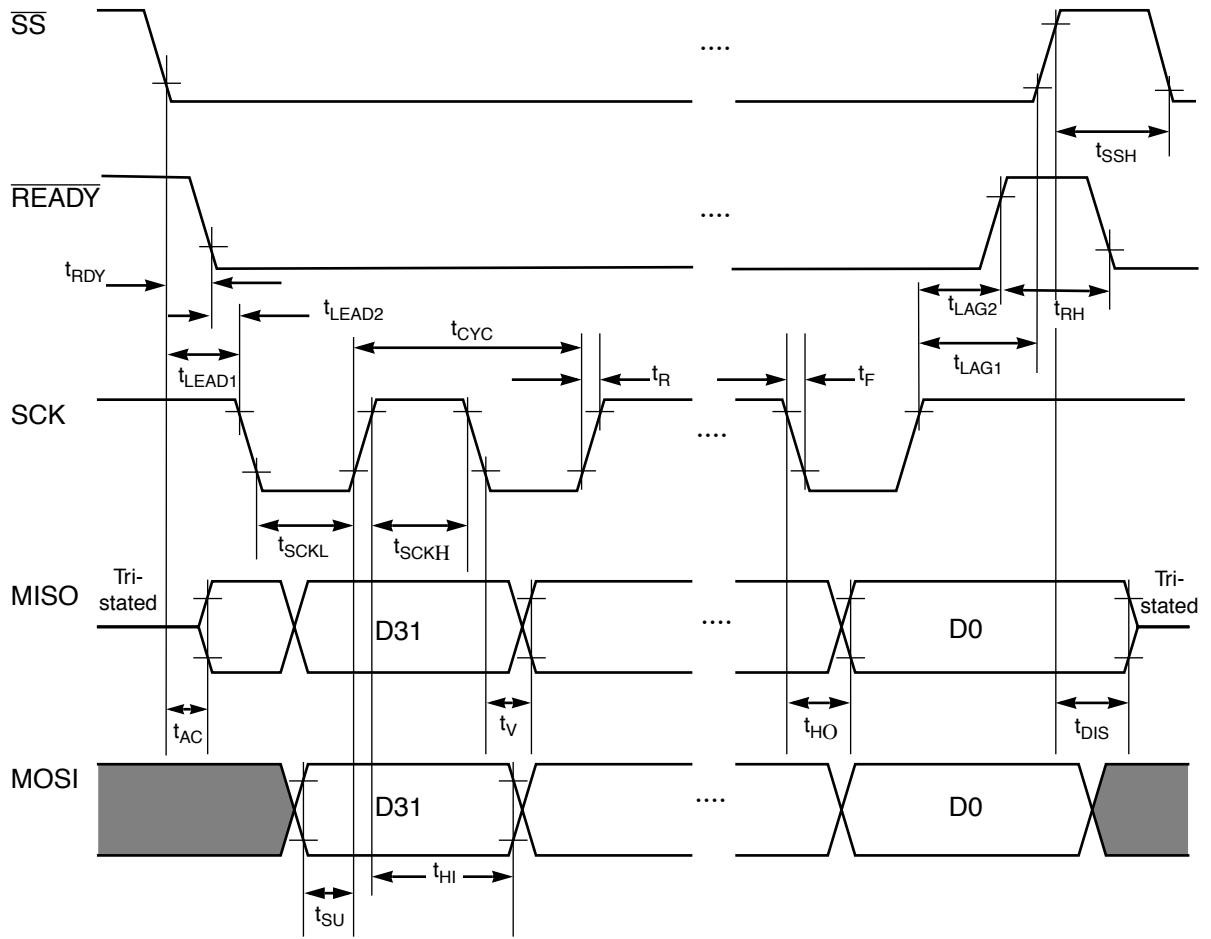 SS
....
tSSH
READY
....
tRDY
tLEAD2
tLAG2
tRH
tCYC
tLEAD1
tR
tF
tLAG1
SCK
....
tSCKL
tSCKH
MISO
Tri-
stated
D31
....
D0
Tri-
stated
tAC
tV
tHO
tDIS
MOSI
D31
....
D0
tHI
tSU